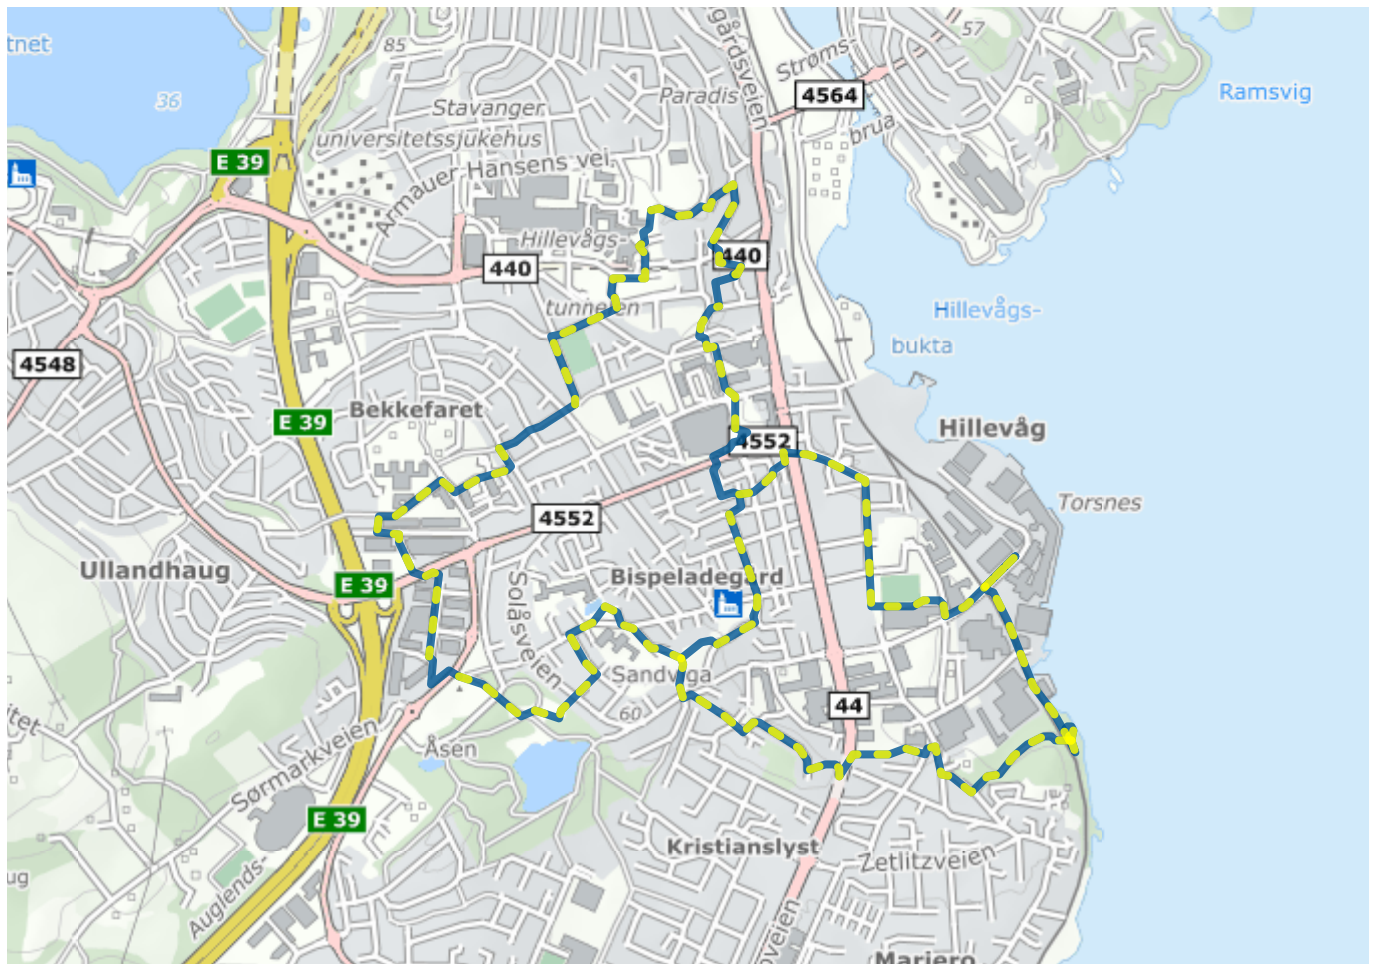 tnet
36
85
57
Strøms-
brua
4564
Paradis
Ramsvig
Stavanger
universitetssjukehus
E 39
Armauer Hansens vei
Hillevågs-
tunnelen
440
440
Hillevågs-
bukta
4548
E 39
Bekkefaret
Hillevåg
4552
4552
Torsnes
Ullandhaug
E 39
Bispeladegård
Solåsveien
Sandviga
60
44
Åsen
Sørmarkveien
E 39
Kristianslyst
Zetlitzveien
Auglends-
Mariero